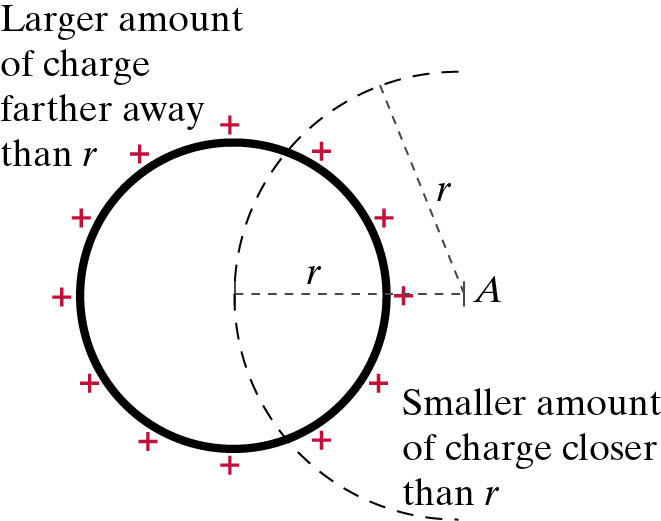 Larger amount
of charge
farther away
than r
r
r
A
Smaller amount
of charge closer
than r